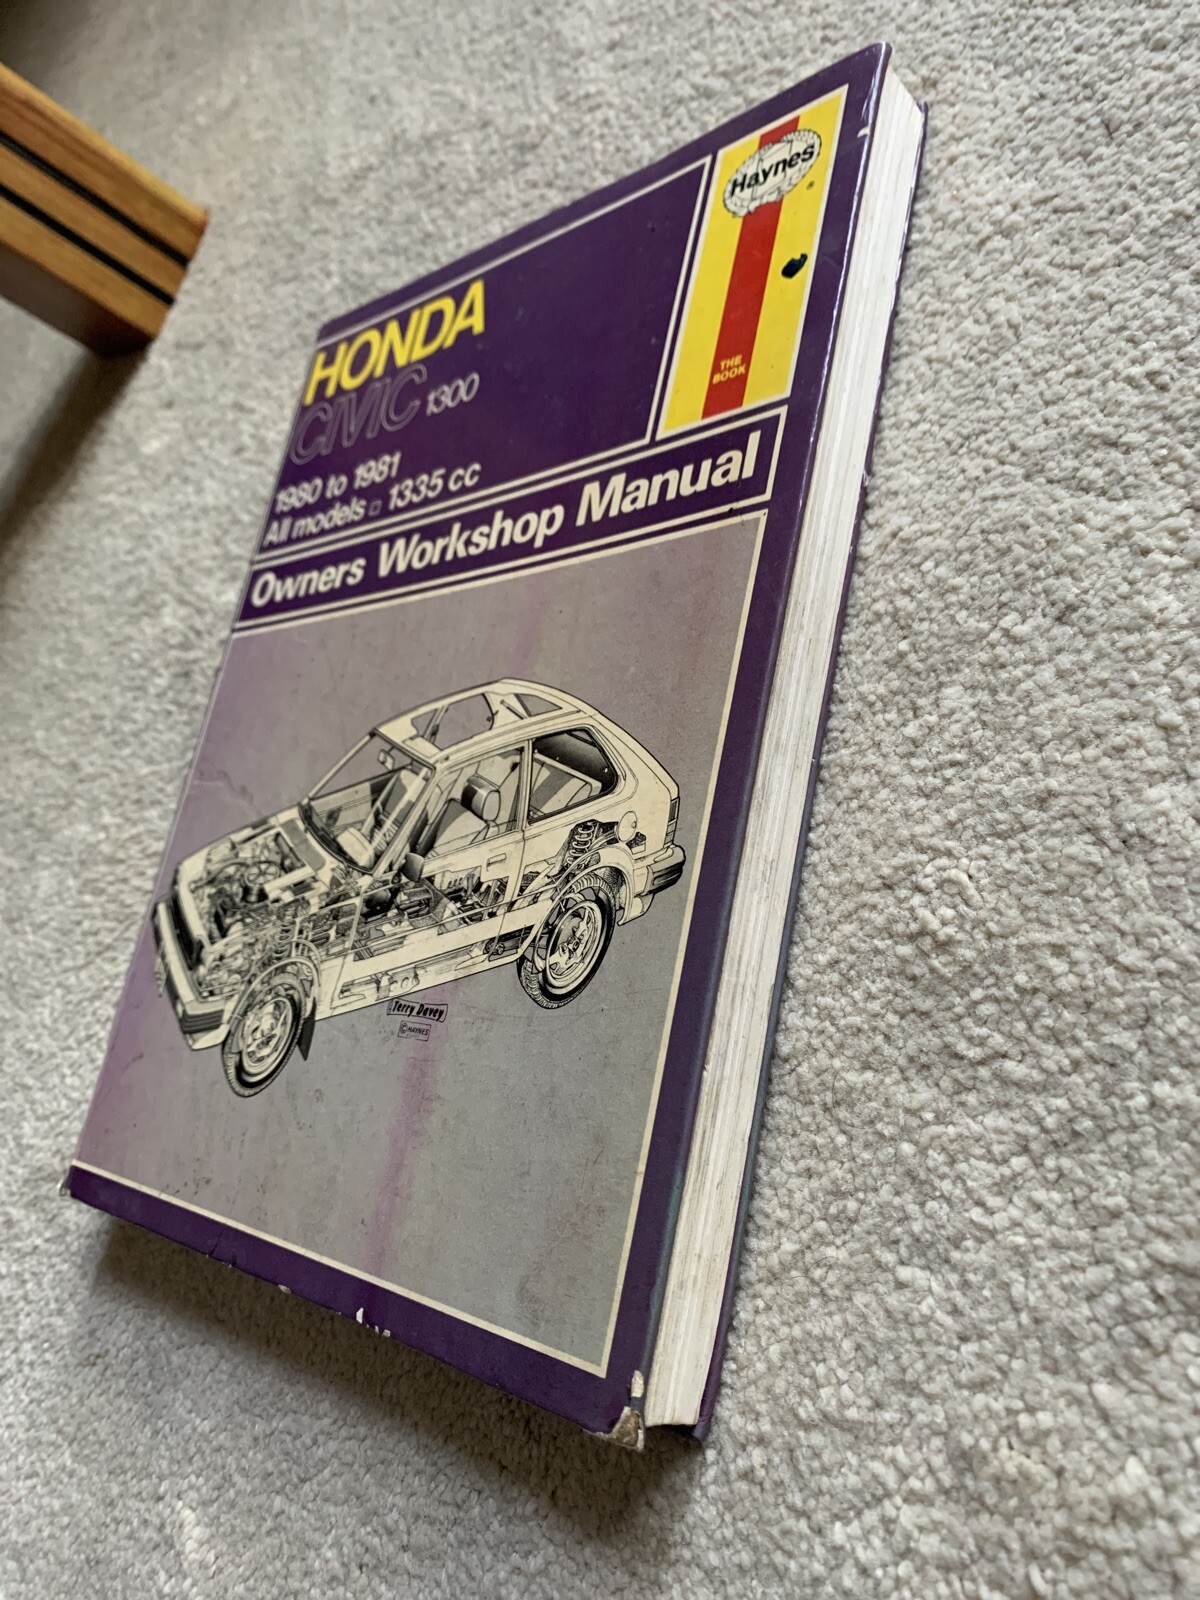 Haynes
®
THE
BOOK
HONDA
CIVIC 1300
1980 to 1981
All models □ 1335 cc
Owners Workshop Manual
Terry Davey
© HAYNES